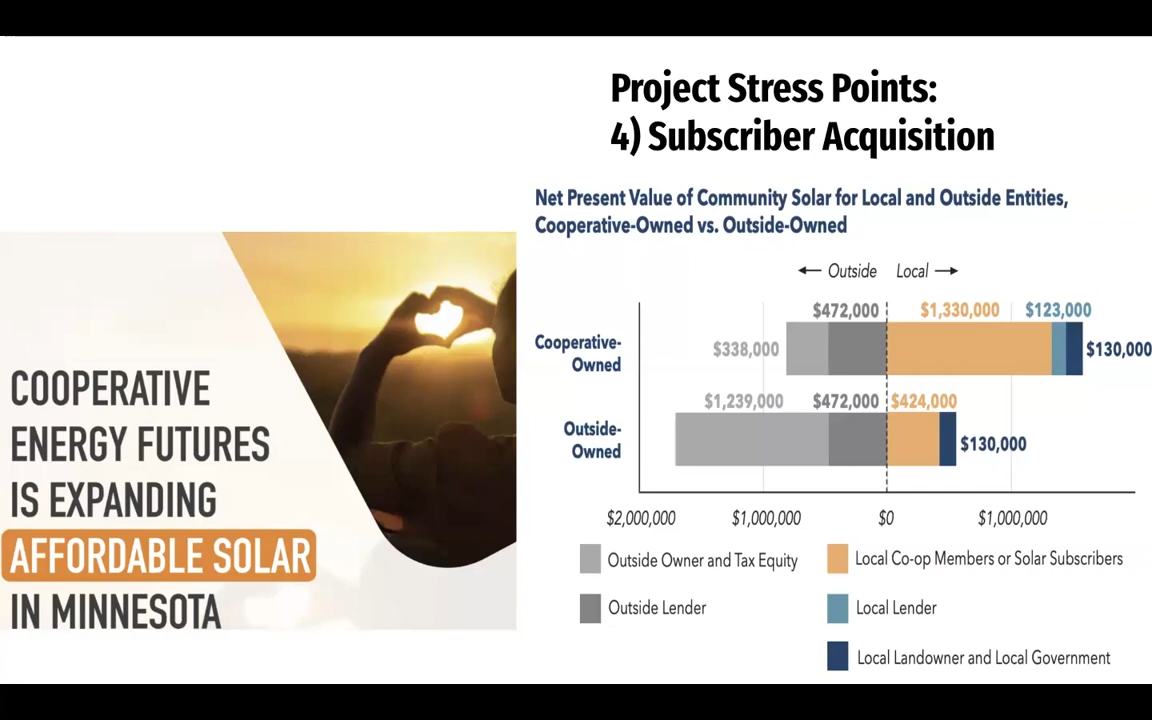 Project Stress Points:
4) Subscriber Acquisition
COOPERATIVE
ENERGY FUTURES
IS EXPANDING
AFFORDABLE SOLAR
IN MINNESOTA
Net Present Value of Community Solar for Local and Outside Entities,
Cooperative-Owned vs. Outside-Owned
← Outside Local →
$472,000 $1,330,000 $123,000
Cooperative-
Owned
$338,000
$130,000
$1,239,000 $472,000 $424,000
Outside-
Owned
$130,000
$2,000,000 $1,000,000 $0 $1,000,000
Outside Owner and Tax Equity
Outside Lender
Local Co-op Members or Solar Subscribers
Local Lender
Local Landowner and Local Government